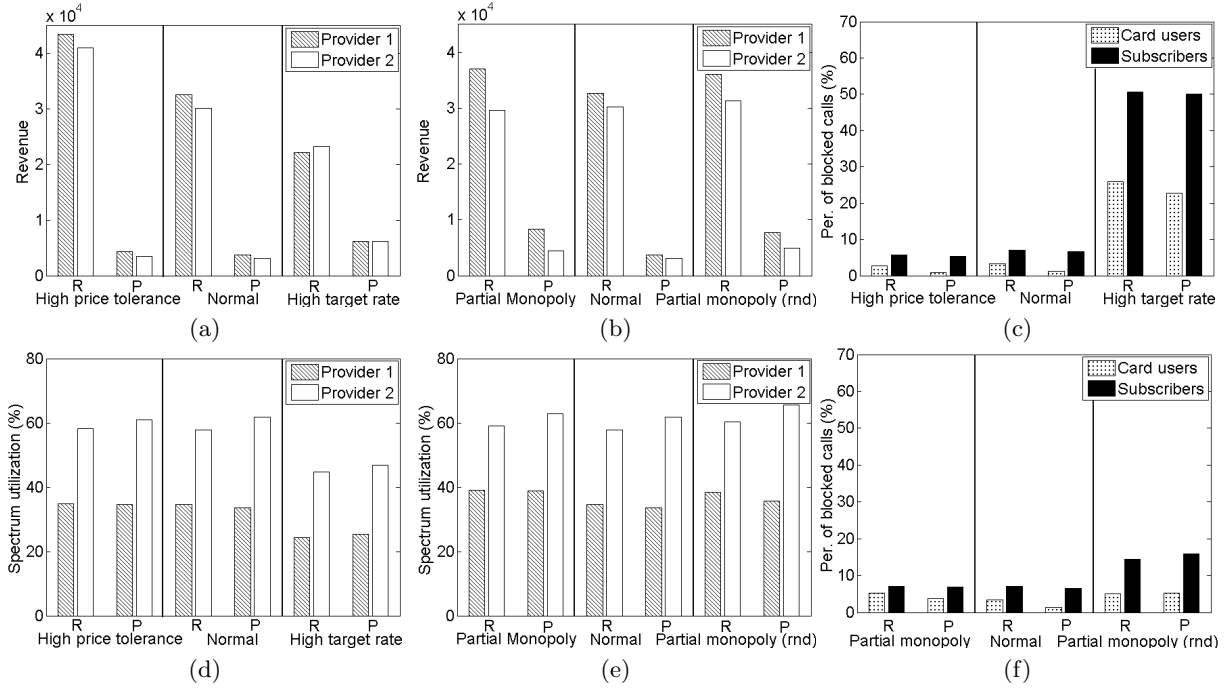 x 10^4
Revenue
4
3
2
1
0
Provider 1
Provider 2
R P R P R P
High price tolerance Normal High target rate
(a)
x 10^4
Revenue
4
3
2
1
0
Provider 1
Provider 2
R P R P R P
Partial Monopoly Normal Partial monopoly (rnd)
(b)
Per. of blocked calls (%)
70
60
50
40
30
20
10
0
Card users
Subscribers
R P R P R P
High price tolerance Normal High target rate
(c)
Spectrum utilization (%)
80
60
40
20
0
Provider 1
Provider 2
R P R P R P
High price tolerance Normal High target rate
(d)
Spectrum utilization (%)
80
60
40
20
0
Provider 1
Provider 2
R P R P R P
Partial Monopoly Normal Partial monopoly (rnd)
(e)
Per. of blocked calls (%)
70
60
50
40
30
20
10
0
Card users
Subscribers
R P R P R P
Partial monopoly Normal Partial monopoly (rnd)
(f)